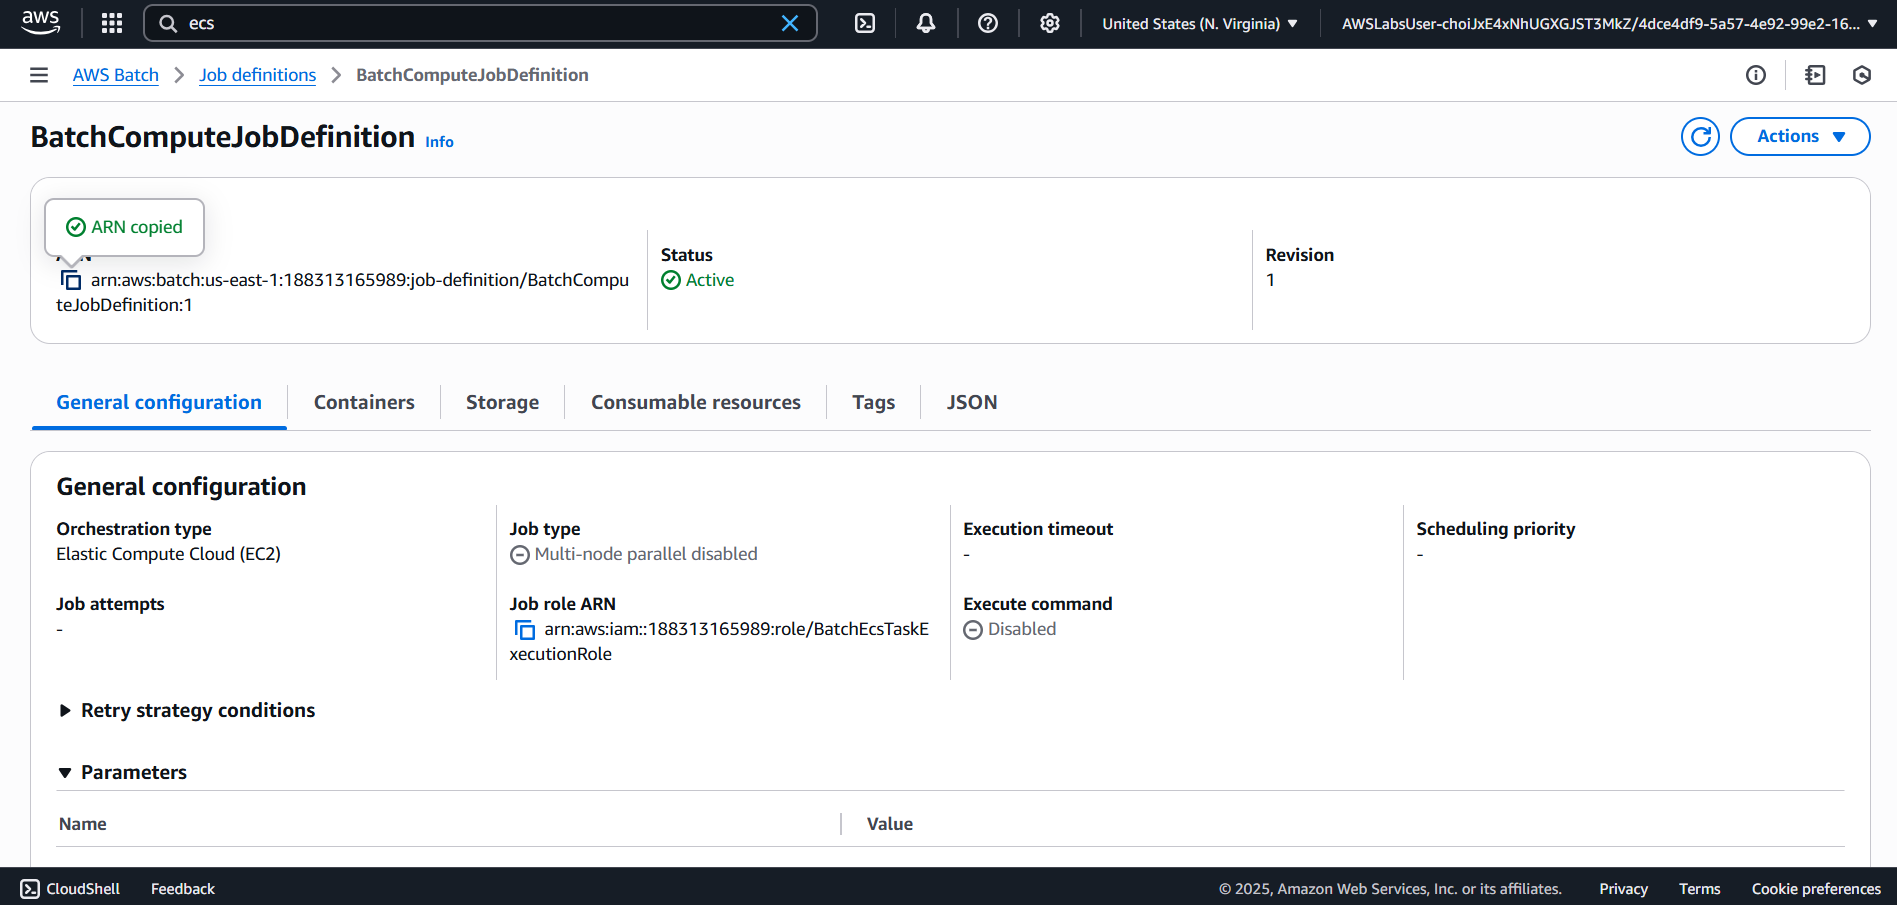 aws
ecs
United States (N. Virginia)
AWSLabsUser-choiJxE4xNhUGXGJST3MkZ/4dce4df9-5a57-4e92-99e2-16...
AWS Batch
Job definitions
BatchComputeJobDefinition
BatchComputeJobDefinition
Info
Actions
ARN copied
arn:aws:batch:us-east-1:188313165989:job-definition/BatchCompu
teJobDefinition:1
Status
Active
Revision
1
General configuration
Containers
Storage
Consumable resources
Tags
JSON
General configuration
Orchestration type
Elastic Compute Cloud (EC2)
Job type
Multi-node parallel disabled
Execution timeout
-
Scheduling priority
-
Job attempts
-
Job role ARN
arn:aws:iam::188313165989:role/BatchEcsTaskE
xecutionRole
Execute command
Disabled
Retry strategy conditions
Parameters
Name
Value
CloudShell
Feedback
© 2025, Amazon Web Services, Inc. or its affiliates.
Privacy
Terms
Cookie preferences